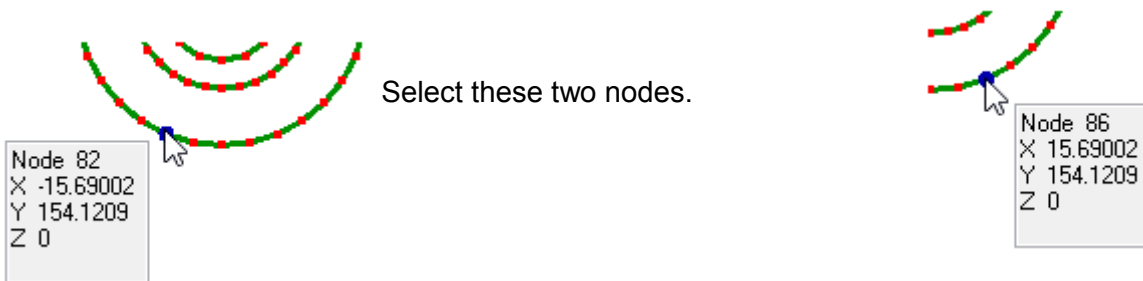 Select these two nodes.
Node 82
X -15.69002
Y 154.1209
Z 0
Node 86
X 15.69002
Y 154.1209
Z 0